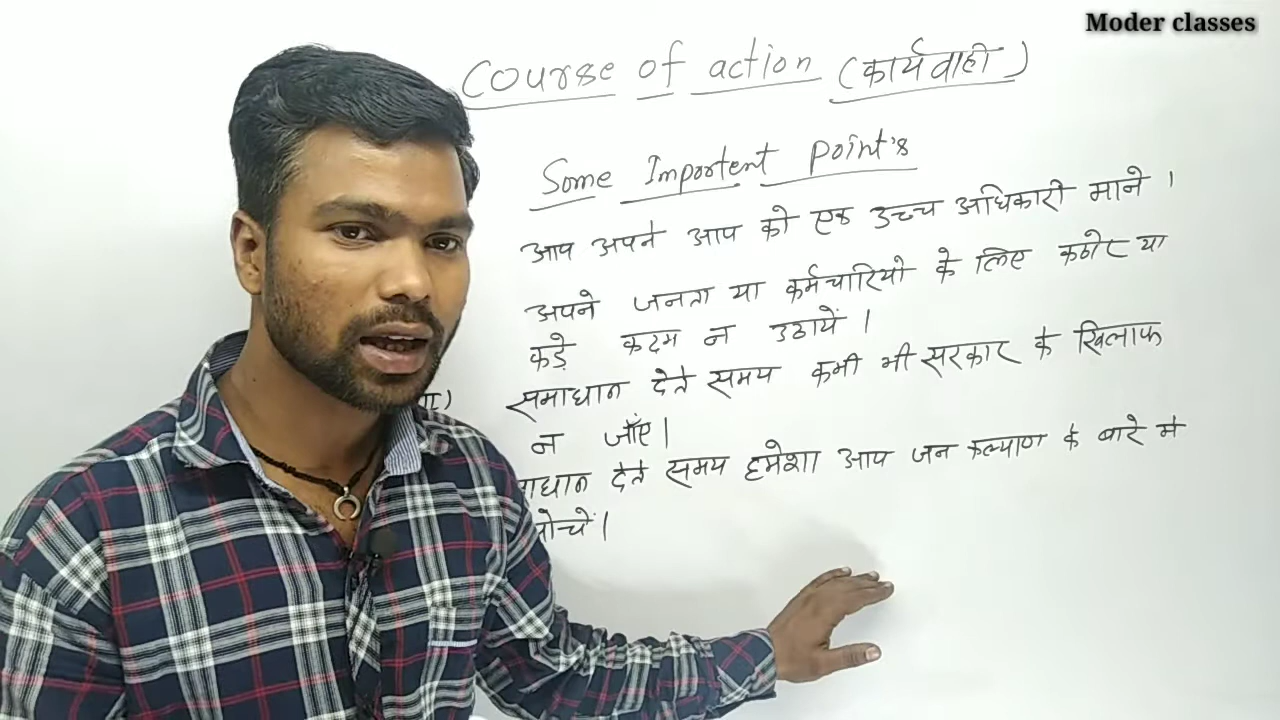 Moder classes
Course of action (कार्यवाही)
Some Importent Point's
आप अपने आप को एक उच्च अधिकारी माने ।
अपने जनता या कर्मचारियो के लिए कठोर या
कड़े कदम न उठायें ।
समाधान देते समय कभी भी सरकार के खिलाफ
न जाँए ।
देते समय हमेशा आप जन कल्याण के बारे मे